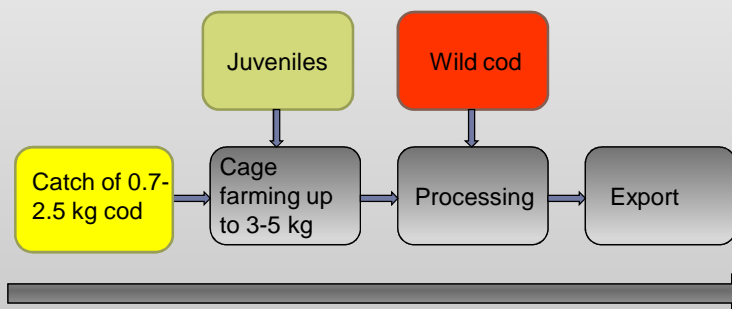 Juveniles
Wild cod
Catch of 0.7-
2.5 kg cod
Cage
farming up
to 3-5 kg
Processing
Export